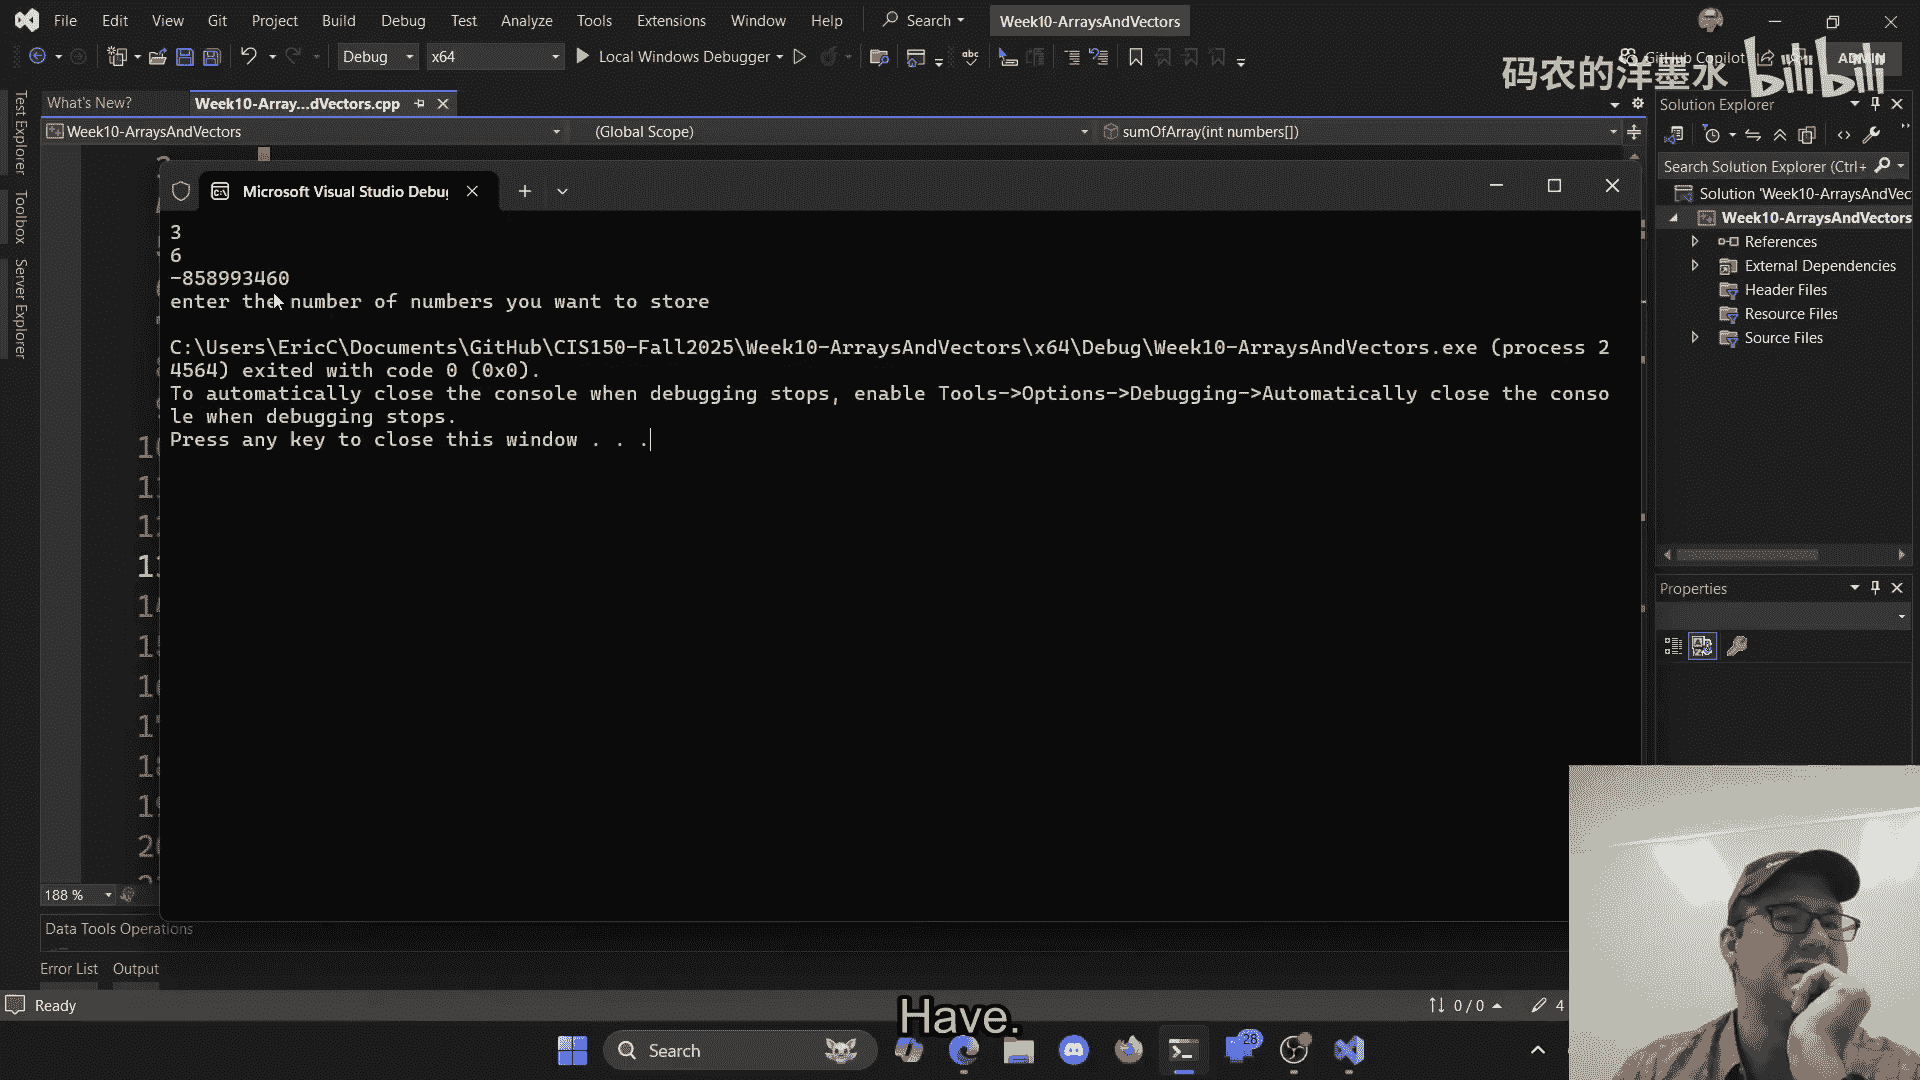 File Edit View Git Project Build Debug Test Analyze Tools Extensions Window Help Search Week10-ArraysAndVectors
Debug x64 Local Windows Debugger GitHub Copilot ADMIN
码农的洋墨水 bilibili
What's New? Week10-Array...dVectors.cpp
Week10-ArraysAndVectors (Global Scope) sumOfArray(int numbers[])
Test Explorer
Toolbox
Server Explorer
Microsoft Visual Studio Debu
3
6
-858993460
enter the number of numbers you want to store
C:\Users\EricC\Documents\GitHub\CIS150-Fall2025\Week10-ArraysAndVectors\x64\Debug\Week10-ArraysAndVectors.exe (process 2
4564) exited with code 0 (0x0).
To automatically close the console when debugging stops, enable Tools->Options->Debugging->Automatically close the conso
le when debugging stops.
Press any key to close this window . . .
Solution Explorer
Search Solution Explorer (Ctrl+
Solution 'Week10-ArraysAndVec
Week10-ArraysAndVectors
References
External Dependencies
Header Files
Resource Files
Source Files
Properties
188 %
Data Tools Operations
Error List Output
Ready 0 / 0 4
Have.
Search 28